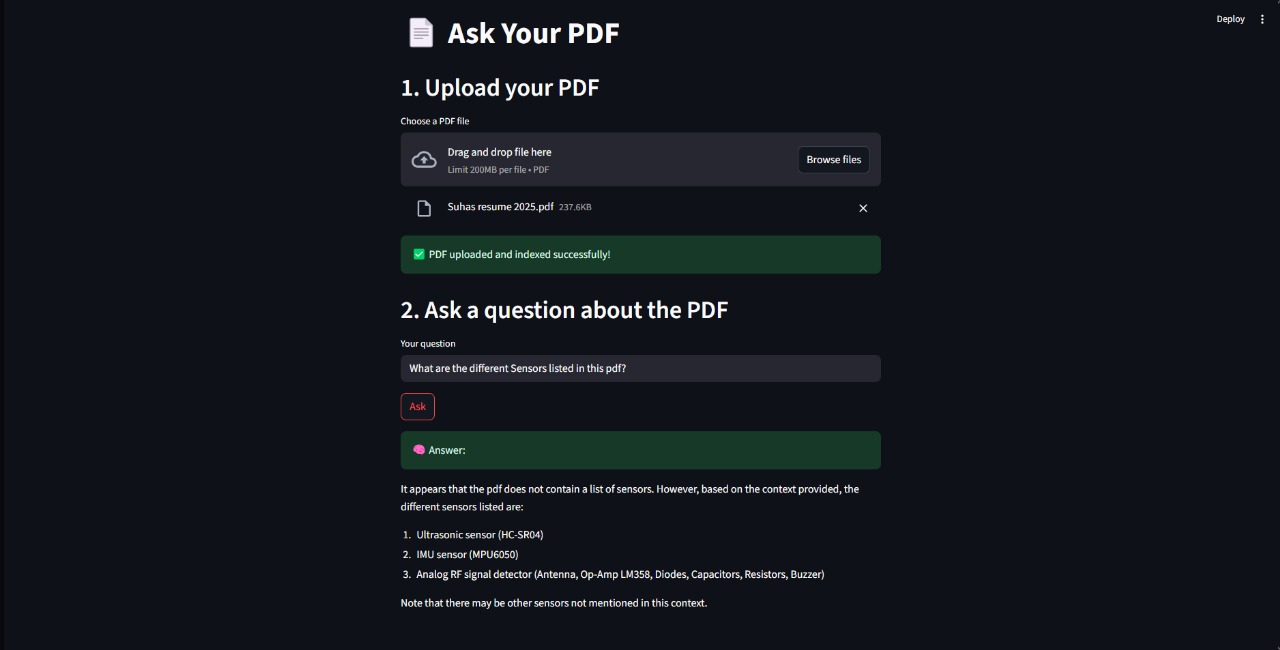 Deploy
Ask Your PDF
1. Upload your PDF
Choose a PDF file
Drag and drop file here
Limit 200MB per file • PDF
Browse files
Suhas resume 2025.pdf 237.6KB
PDF uploaded and indexed successfully!
2. Ask a question about the PDF
Your question
What are the different Sensors listed in this pdf?
Ask
Answer:
It appears that the pdf does not contain a list of sensors. However, based on the context provided, the
different sensors listed are:
1. Ultrasonic sensor (HC-SR04)
2. IMU sensor (MPU6050)
3. Analog RF signal detector (Antenna, Op-Amp LM358, Diodes, Capacitors, Resistors, Buzzer)
Note that there may be other sensors not mentioned in this context.